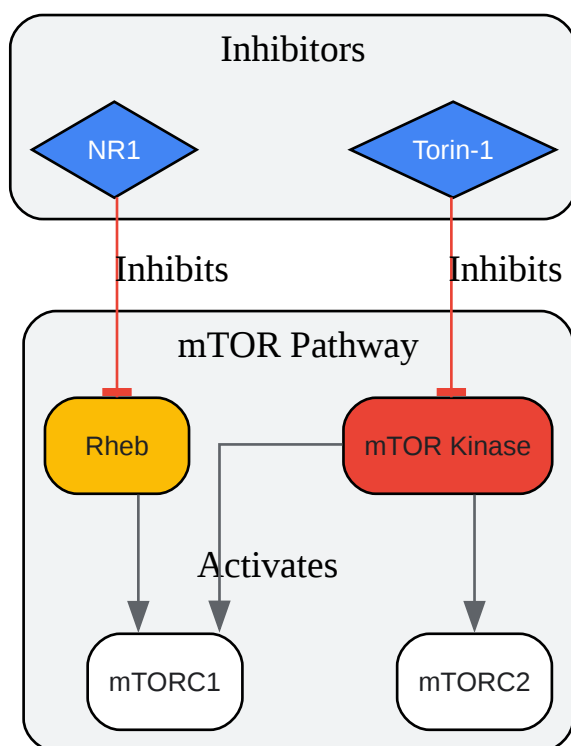 Inhibitors
NR1
Torin-1
Inhibits
Inhibits
mTOR Pathway
Rheb
mTOR Kinase
Activates
mTORC1
mTORC2